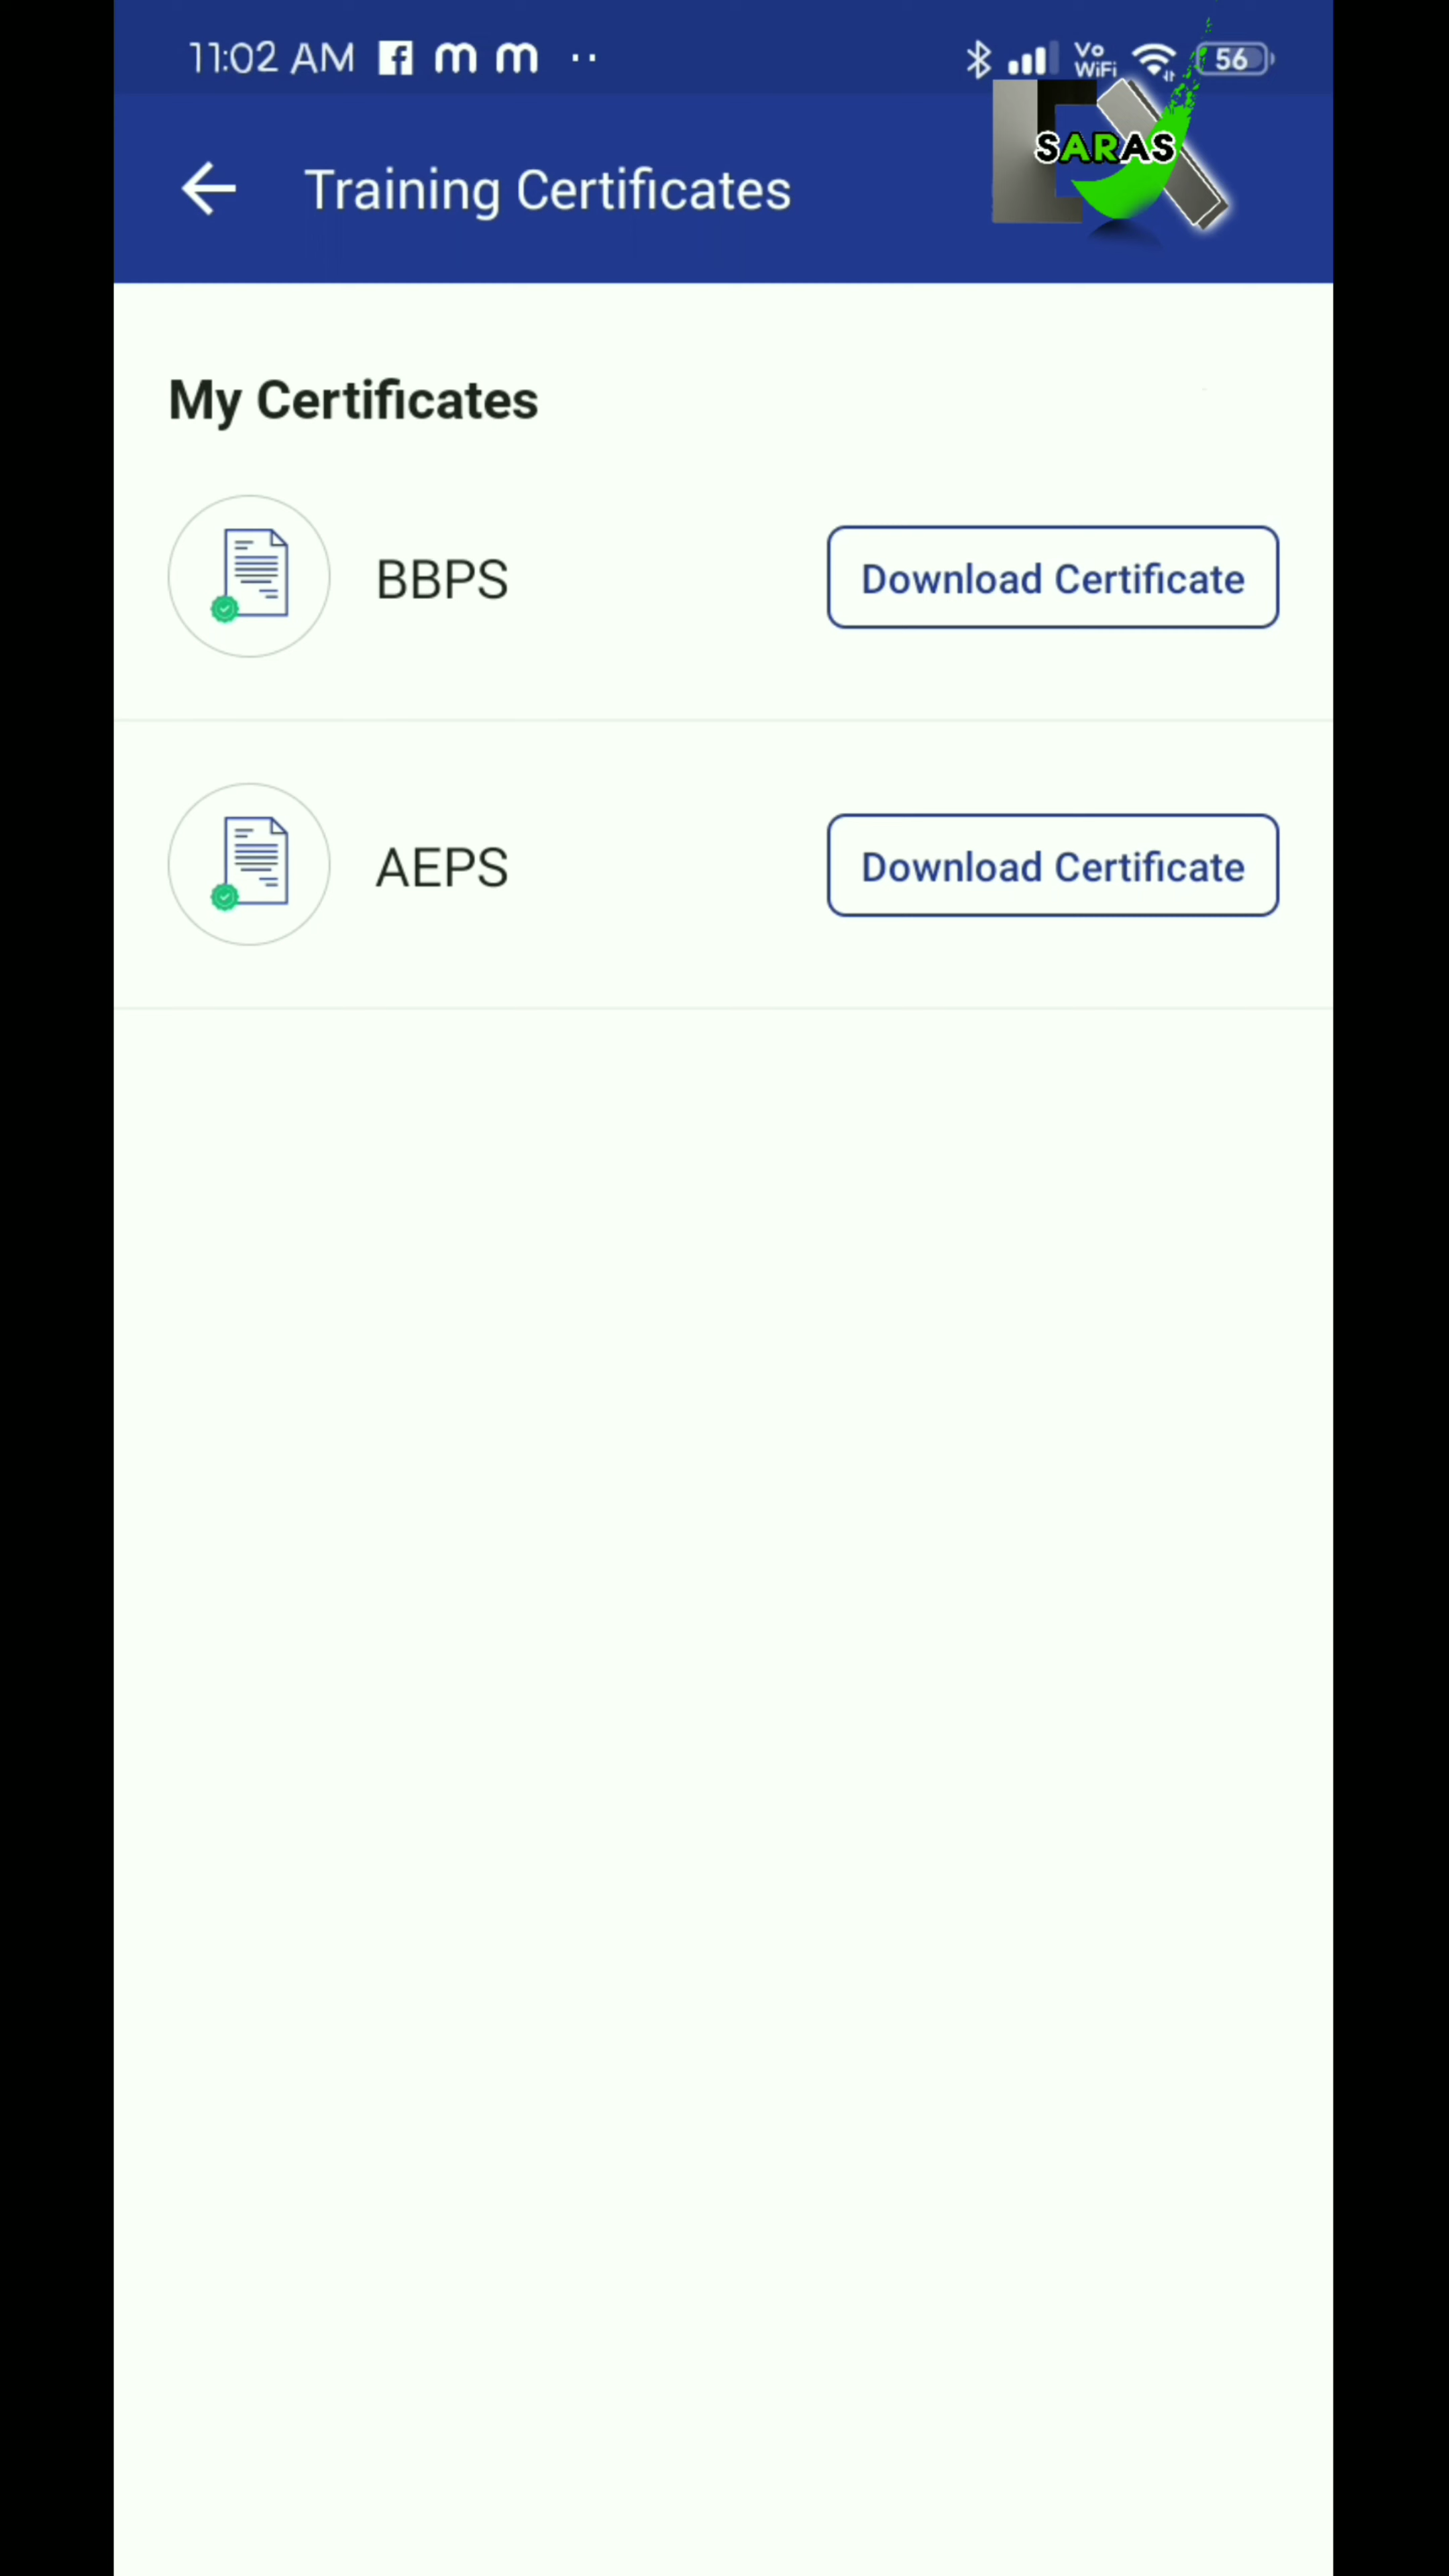 11:02 AM
Vo
WiFi
56
SARAS
Training Certificates
My Certificates
BBPS
Download Certificate
AEPS
Download Certificate